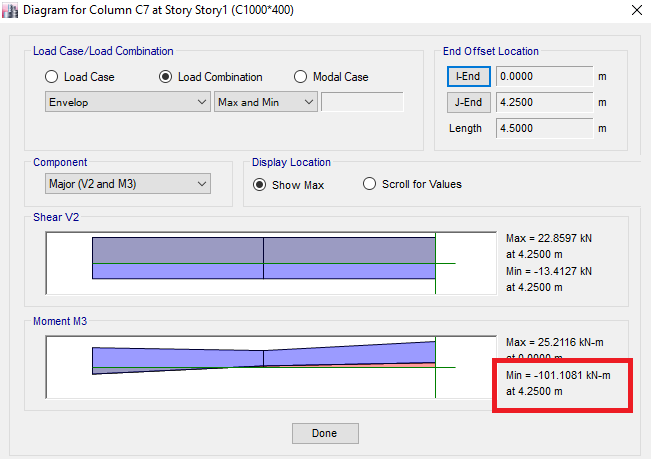 Diagram for Column C7 at Story Story1 (C1000*400)
Load Case/Load Combination
Load Case
Load Combination
Modal Case
Envelop
Max and Min
End Offset Location
I-End
0.0000
m
J-End
4.2500
m
Length
4.5000
m
Component
Major (V2 and M3)
Display Location
Show Max
Scroll for Values
Shear V2
Max = 22.8597 kN
at 4.2500 m
Min = -13.4127 kN
at 4.2500 m
Moment M3
Max = 25.2116 kN-m
at 0.0000 m
Min = -101.1081 kN-m
at 4.2500 m
Done